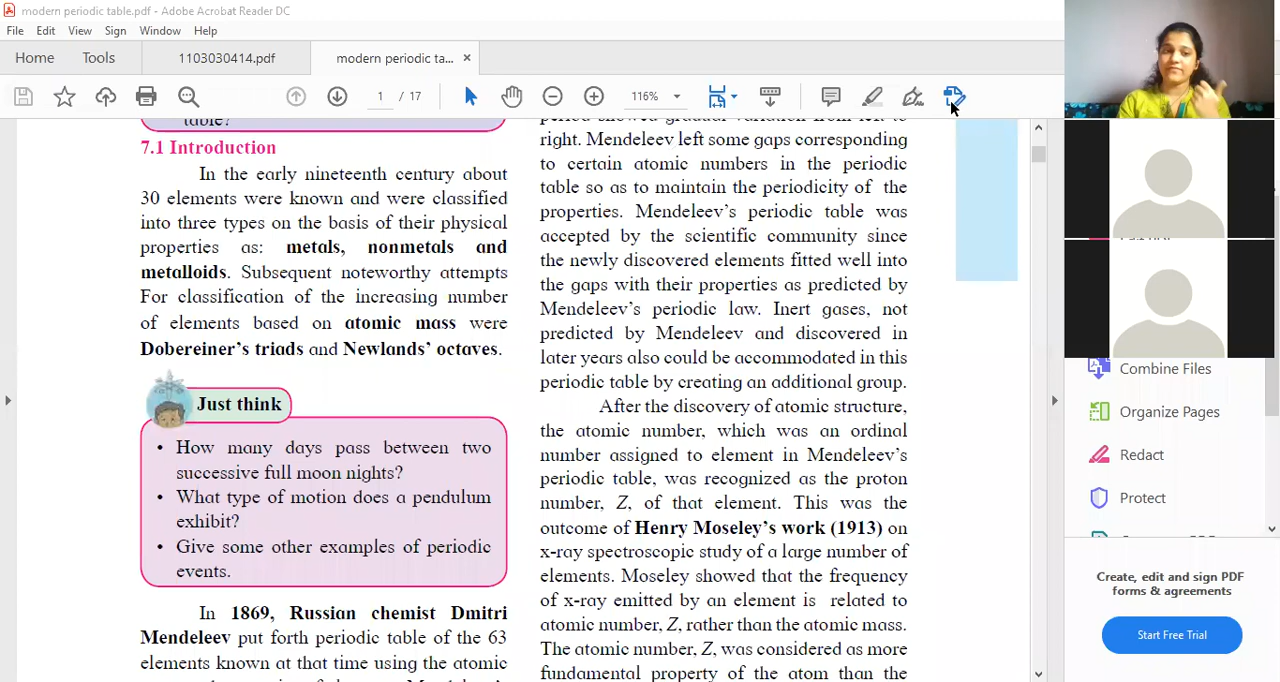 modern periodic table.pdf - Adobe Acrobat Reader DC
File Edit View Sign Window Help
Home Tools 1103030414.pdf modern periodic ta... ×
1 / 17 116%
table?
7.1 Introduction
In the early nineteenth century about
30 elements were known and were classified
into three types on the basis of their physical
properties as: metals, nonmetals and
metalloids. Subsequent noteworthy attempts
For classification of the increasing number
of elements based on atomic mass were
Dobereiner's triads and Newlands' octaves.
Just think
• How many days pass between two
successive full moon nights?
• What type of motion does a pendulum
exhibit?
• Give some other examples of periodic
events.
In 1869, Russian chemist Dmitri
Mendeleev put forth periodic table of the 63
elements known at that time using the atomic
period showed gradual variation from left to
right. Mendeleev left some gaps corresponding
to certain atomic numbers in the periodic
table so as to maintain the periodicity of the
properties. Mendeleev's periodic table was
accepted by the scientific community since
the newly discovered elements fitted well into
the gaps with their properties as predicted by
Mendeleev's periodic law. Inert gases, not
predicted by Mendeleev and discovered in
later years also could be accommodated in this
periodic table by creating an additional group.
After the discovery of atomic structure,
the atomic number, which was an ordinal
number assigned to element in Mendeleev's
periodic table, was recognized as the proton
number, Z, of that element. This was the
outcome of Henry Moseley's work (1913) on
x-ray spectroscopic study of a large number of
elements. Moseley showed that the frequency
of x-ray emitted by an element is related to
atomic number, Z, rather than the atomic mass.
The atomic number, Z, was considered as more
fundamental property of the atom than the
Combine Files
Organize Pages
Redact
Protect
Create, edit and sign PDF
forms & agreements
Start Free Trial